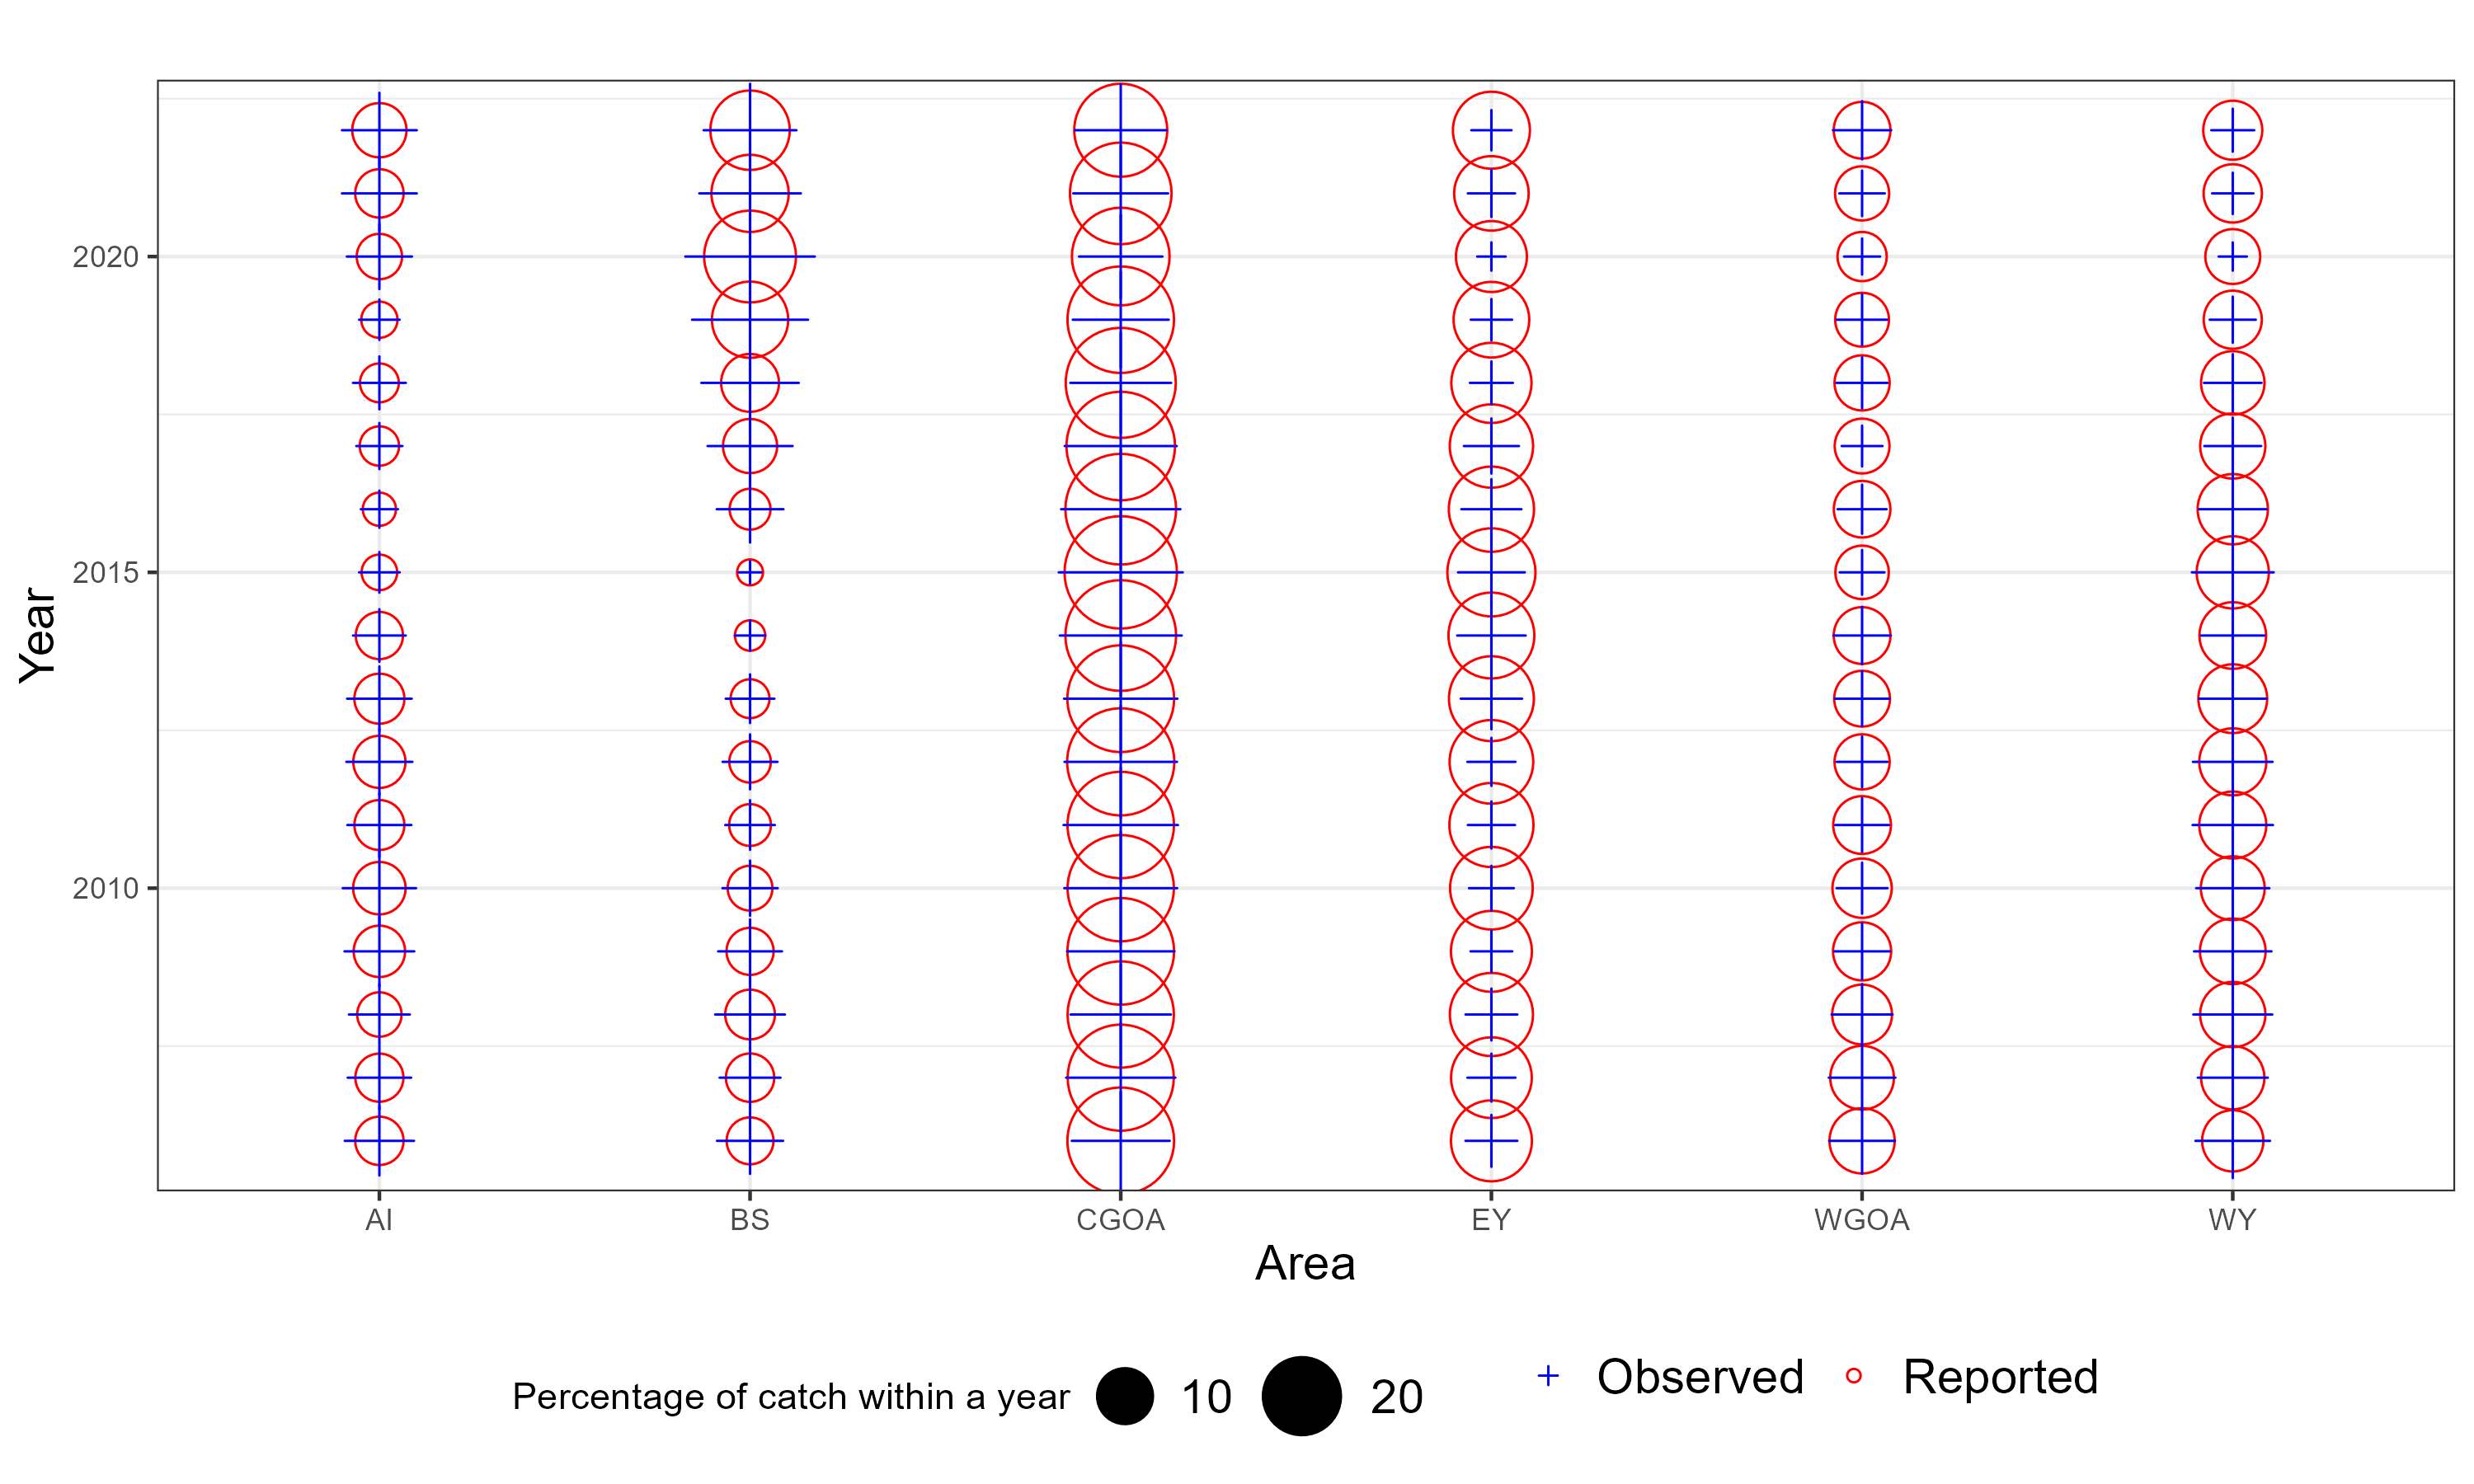 Year
2020
2015
2010
AI BS CGOA EY WGOA WY
Area
Percentage of catch within a year 10 20 Observed Reported